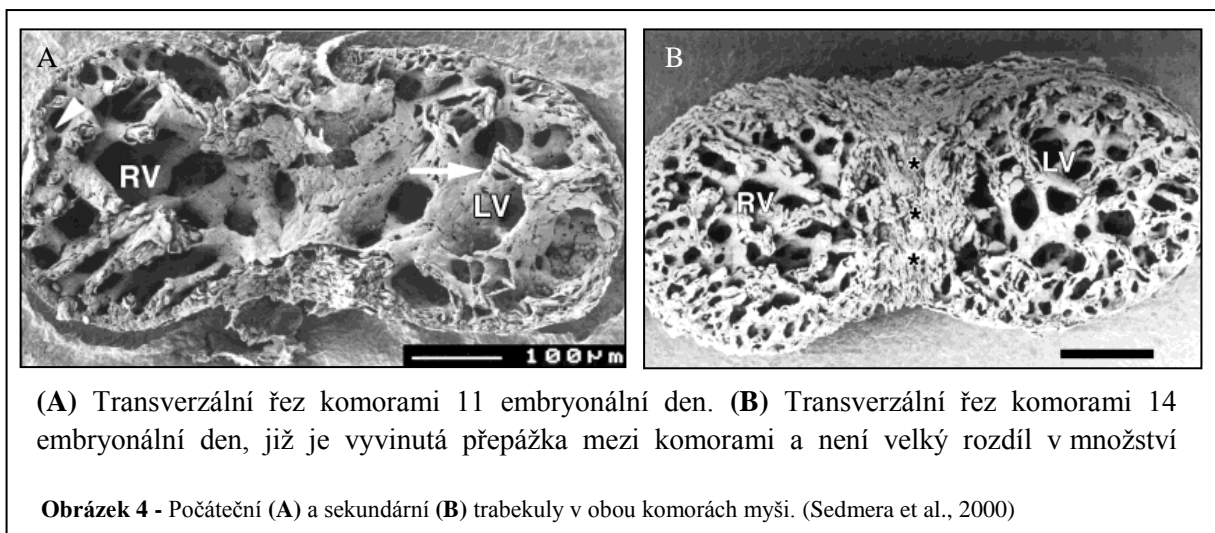 A
B
RV
LV
RV
LV
***
100µm
(A) Transverzální řez komorami 11 embryonální den. (B) Transverzální řez komorami 14
embryonální den, již je vyvinutá přepážka mezi komorami a není velký rozdíl v množství
Obrázek 4 - Počáteční (A) a sekundární (B) trabekuly v obou komorách myši. (Sedmera et al., 2000)